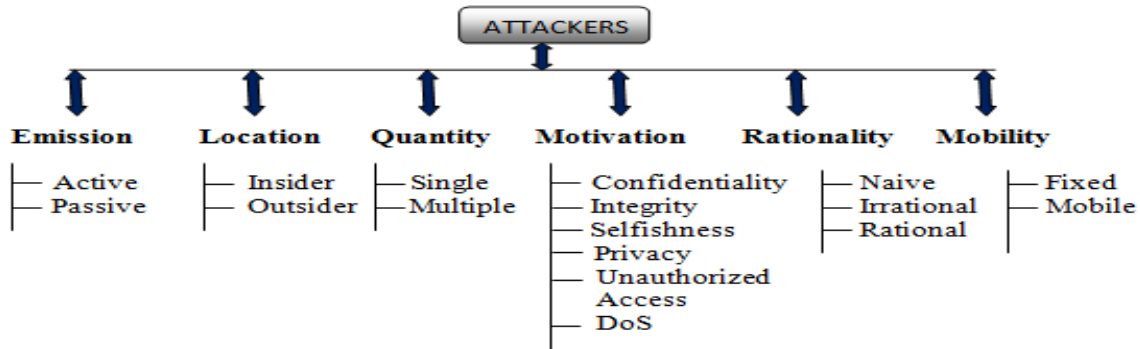 ATTACKERS
Emission
Location
Quantity
Motivation
Rationality
Mobility
Active
Passive
Insider
Outsider
Single
Multiple
Confidentiality
Integrity
Selfishness
Privacy
Unauthorized
Access
DoS
Naive
Irrational
Rational
Fixed
Mobile